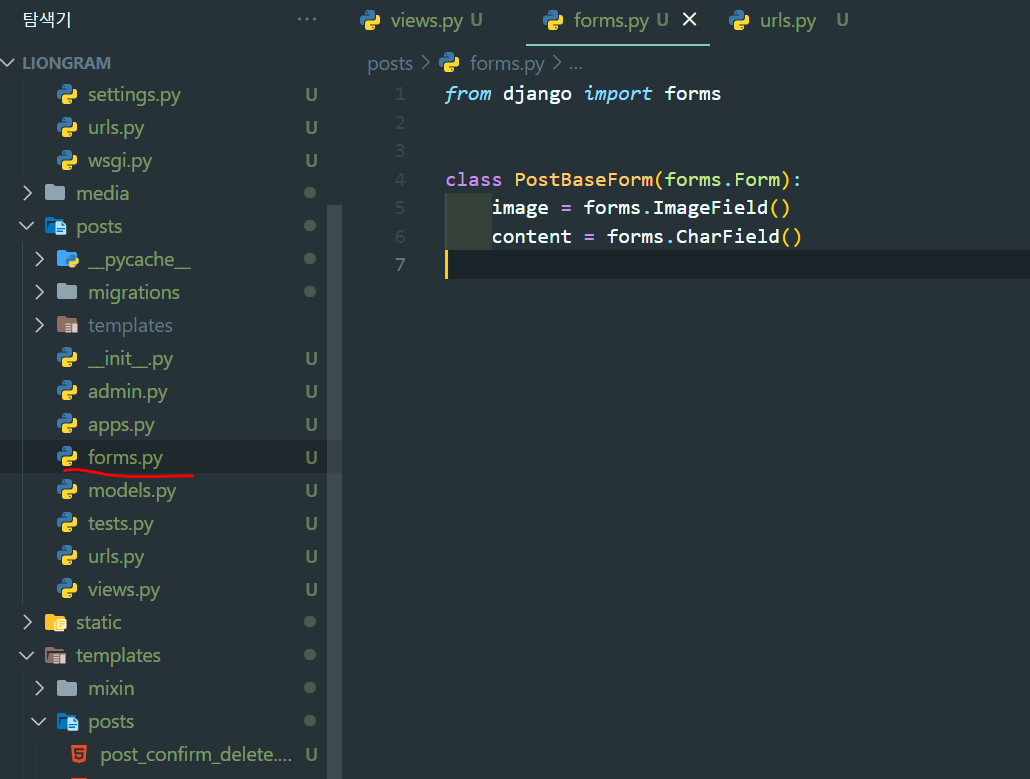 탐색기 ...
LIONGRAM
settings.py U
urls.py U
wsgi.py U
media
posts
__pycache__
migrations
templates
__init__.py U
admin.py U
apps.py U
forms.py U
models.py U
tests.py U
urls.py U
views.py U
static
templates
mixin
posts
post_confirm_delete.... U
views.py U forms.py U urls.py U
posts > forms.py > ...
1 from django import forms
2
3
4 class PostBaseForm(forms.Form):
5 image = forms.ImageField()
6 content = forms.CharField()
7